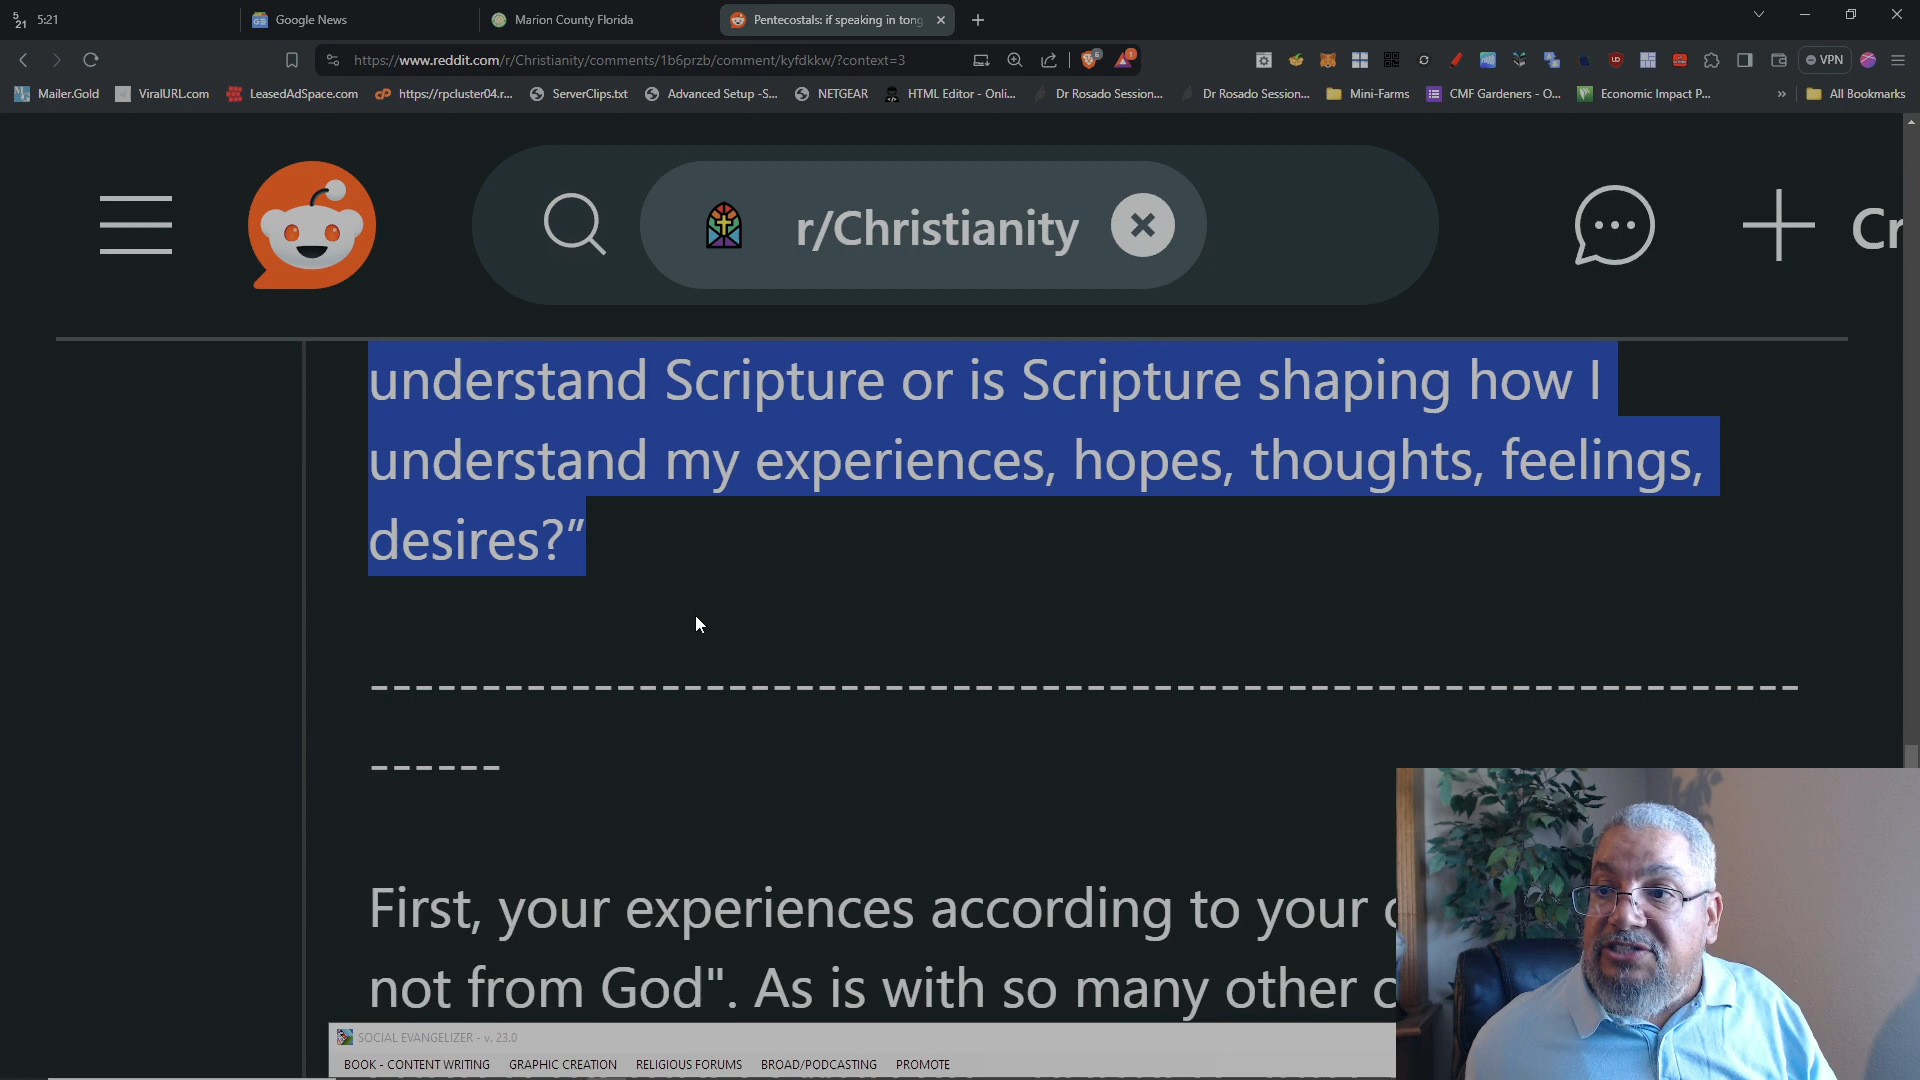 5
21
5:21
Google News
Marion County Florida
Pentecostals: if speaking in tong
https://www.reddit.com/r/Christianity/comments/1b6przb/comment/kyfdkkw/?context=3
6
1
VPN
Mailer.Gold
ViralURL.com
LeasedAdSpace.com
https://rpcluster04.r...
ServerClips.txt
Advanced Setup -S...
NETGEAR
HTML Editor - Onli...
Dr Rosado Session...
Dr Rosado Session...
Mini-Farms
CMF Gardeners - O...
Economic Impact P...
All Bookmarks
r/Christianity
Cr
understand Scripture or is Scripture shaping how I
understand my experiences, hopes, thoughts, feelings,
desires?”
----------------------------------------------------------------
------
First, your experiences according to your
not from God". As is with so many other
SOCIAL EVANGELIZER - v. 23.0
BOOK - CONTENT WRITING GRAPHIC CREATION RELIGIOUS FORUMS BROAD/PODCASTING PROMOTE